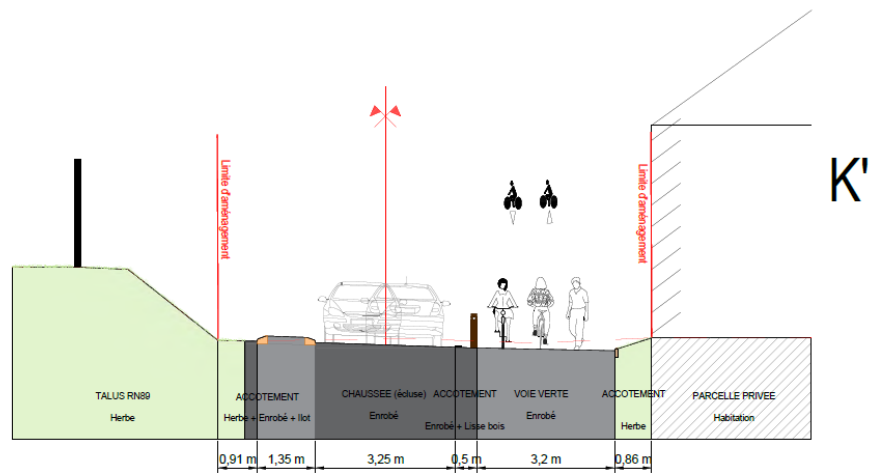 K'
Limite d'aménagement
Limite d'aménagement
TALUS RN89
Herbe
ACCOTEMENT
Herbe + Enrobé + Ilot
CHAUSSEE (écluse)
Enrobé
ACCOTEMENT
Enrobé + Lisse bois
VOIE VERTE
Enrobé
ACCOTEMENT
Herbe
PARCELLE PRIVEE
Habitation
0,91 m
1,35 m
3,25 m
0,5 m
3,2 m
0,86 m